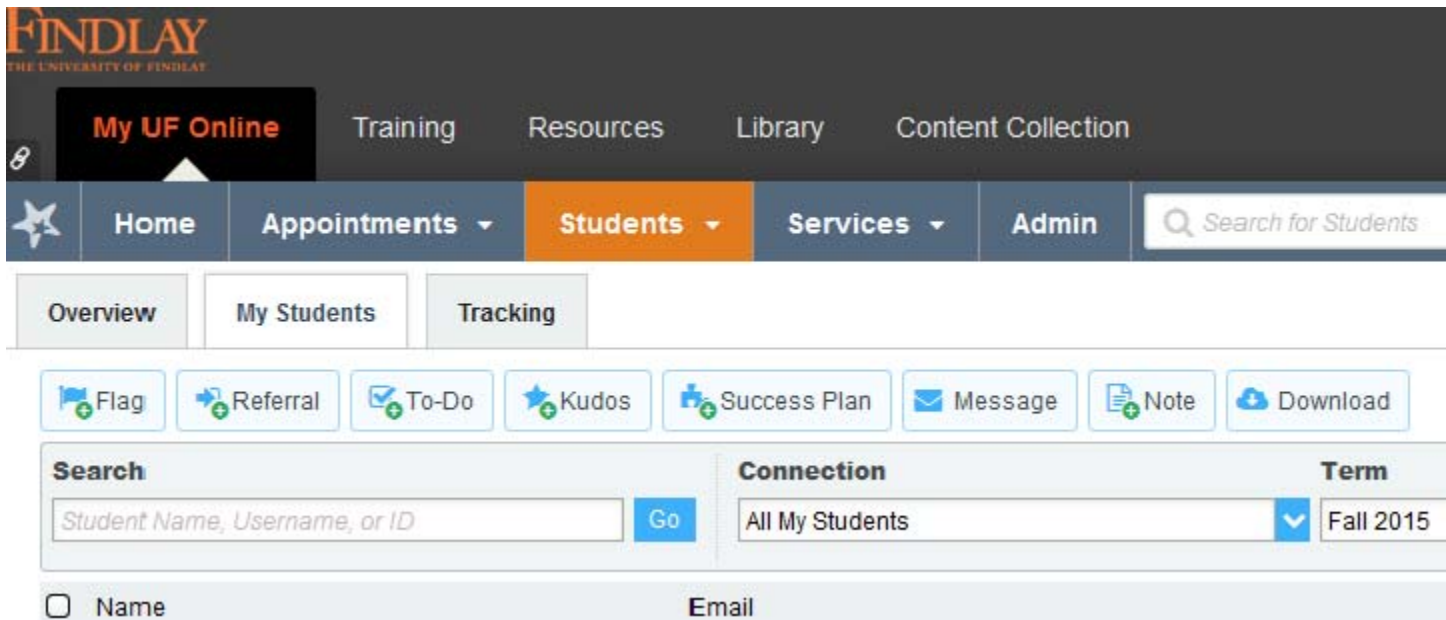 FINDLAY
THE UNIVERSITY OF FINDLAY
My UF Online Training Resources Library Content Collection
Home Appointments Students Services Admin Search for Students
Overview My Students Tracking
Flag Referral To-Do Kudos Success Plan Message Note Download
Search Connection Term
Student Name, Username, or ID Go All My Students Fall 2015
Name Email